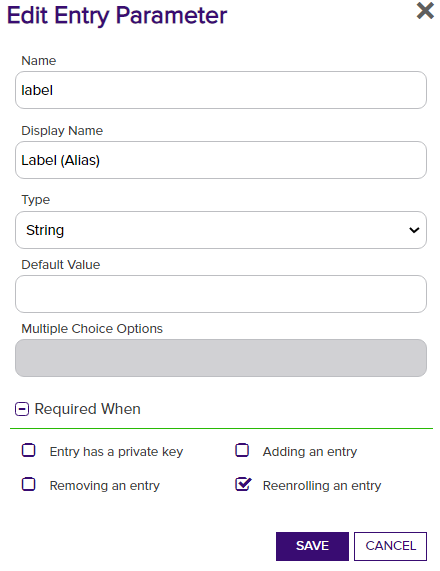 Edit Entry Parameter
Name
label
Display Name
Label (Alias)
Type
String
Default Value
Multiple Choice Options
Required When
Entry has a private key
Adding an entry
Removing an entry
Reenrolling an entry
SAVE
CANCEL